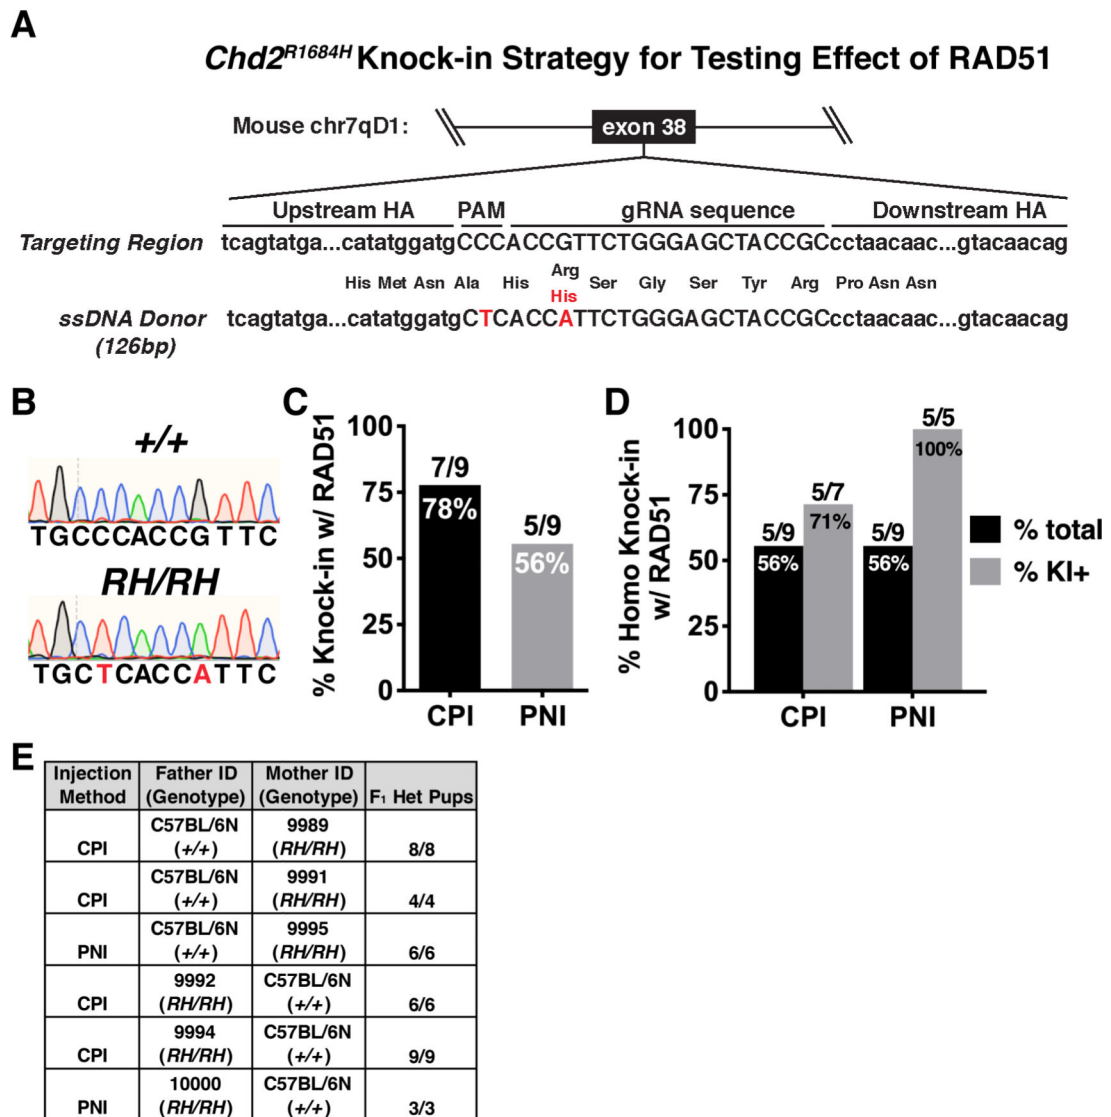 A
Chd2R1684H Knock-in Strategy for Testing Effect of RAD51
Mouse chr7qD1:
exon 38
Upstream HA PAM gRNA sequence Downstream HA
Targeting Region tcagtatga...catatggatgCCCACCGTTCTGGGAGCTACCGCcctaacaac...gtacaacag
Arg
His Met Asn Ala His Ser Gly Ser Tyr Arg Pro Asn Asn
His
ssDNA Donor tcagtatga...catatggatgCTCACCATTCTGGGAGCTACCGCcctaacaac...gtacaacag
(126bp)
B
+/+
TGCCCACCGTTC
RH/RH
TGCTCACCATTC
C
% Knock-in w/ RAD51
100
75
50
25
0
7/9
78%
5/9
56%
CPI PNI
D
% Homo Knock-in
w/ RAD51
100
75
50
25
0
5/9
56%
5/7
71%
5/9
56%
5/5
100%
CPI PNI
% total
% KI+
E
Injection Father ID Mother ID
Method (Genotype) (Genotype) F1 Het Pups
C57BL/6N 9989
CPI (+/+) (RH/RH) 8/8
C57BL/6N 9991
CPI (+/+) (RH/RH) 4/4
C57BL/6N 9995
PNI (+/+) (RH/RH) 6/6
9992 C57BL/6N
CPI (RH/RH) (+/+) 6/6
9994 C57BL/6N
CPI (RH/RH) (+/+) 9/9
10000 C57BL/6N
PNI (RH/RH) (+/+) 3/3